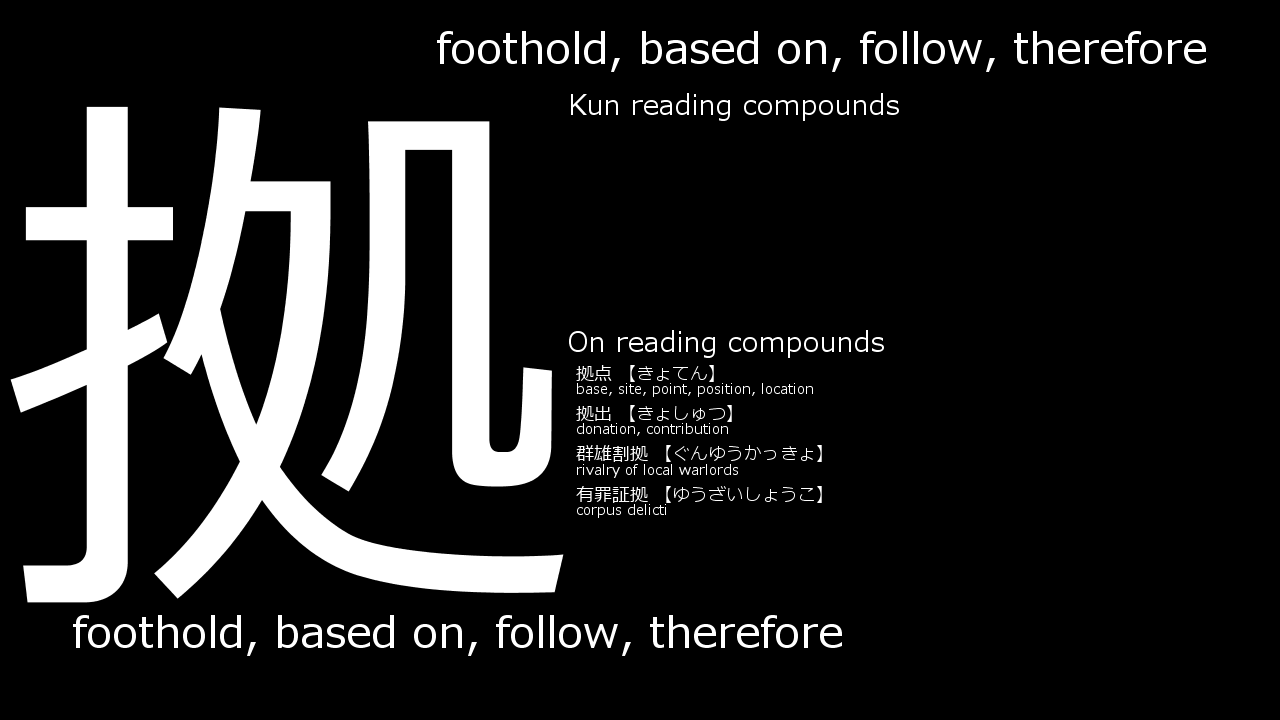 foothold, based on, follow, therefore
拠
Kun reading compounds
On reading compounds
拠点 【きょてん】
base, site, point, position, location
拠出 【きょしゅつ】
donation, contribution
群雄割拠 【ぐんゆうかっきょ】
rivalry of local warlords
有罪証拠 【ゆうざいしょうこ】
corpus delicti
foothold, based on, follow, therefore